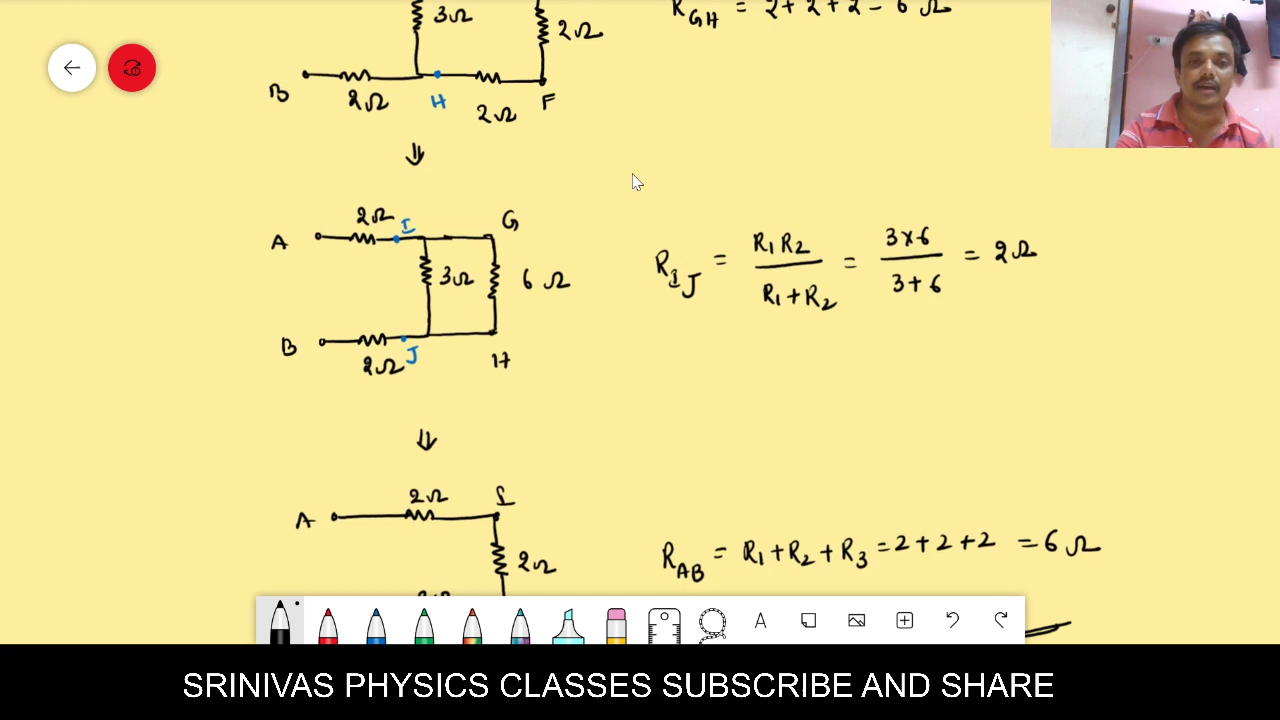 3Ω
2Ω
R_GH = 2+2+2 = 6 Ω
B
2Ω
H
2Ω
F
⇓
A
2Ω
I
G
3Ω
6 Ω
B
2Ω
J
H
R_IJ = R₁R₂ / R₁+R₂ = 3×6 / 3+6 = 2Ω
⇓
A
2Ω
I
2Ω
R_AB = R₁+R₂+R₃ = 2+2+2 = 6 Ω
A
SRINIVAS PHYSICS CLASSES SUBSCRIBE AND SHARE